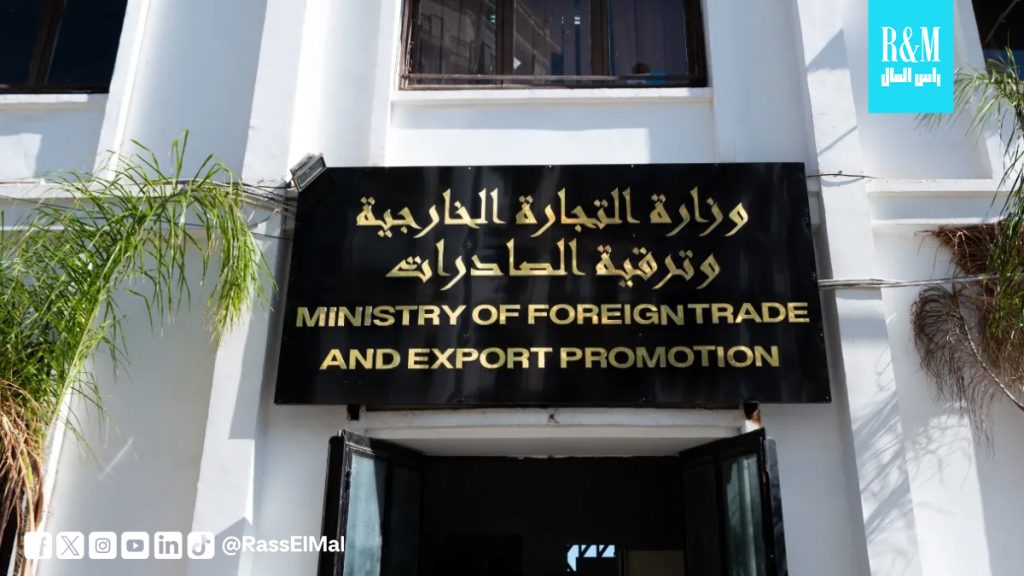 R&M
راس المال
وزارة التجارة الخارجية
وترقية الصادرات
MINISTRY OF FOREIGN TRADE
AND EXPORT PROMOTION
@RassElMal